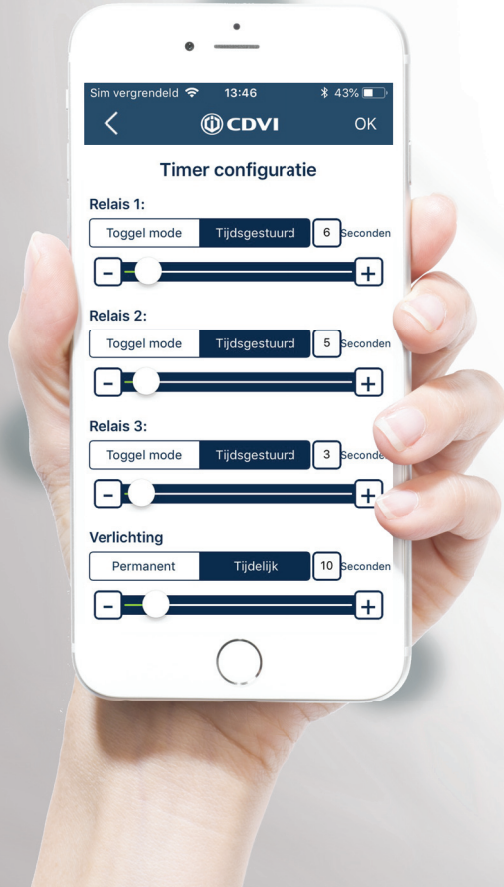 Sim vergrendeld 13:46 43%
CDVI OK
Timer configuratie
Relais 1:
Toggel mode Tijdsgestuurd 6 Seconden
- +
Relais 2:
Toggel mode Tijdsgestuurd 5 Seconden
- +
Relais 3:
Toggel mode Tijdsgestuurd 3 Seconde
- +
Verlichting
Permanent Tijdelijk 10 Seconden
- +